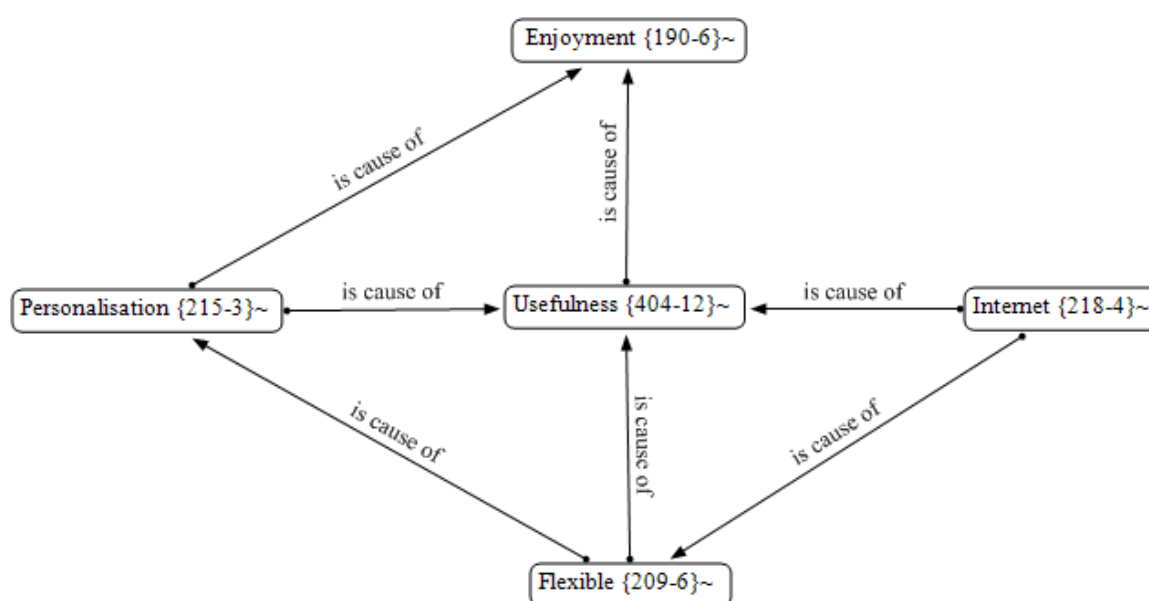 Enjoyment {190-6}~
is cause of
is cause of
Personalisation {215-3}~
is cause of
Usefulness {404-12}~
is cause of
Internet {218-4}~
is cause of
is cause of
is cause of
Flexible {209-6}~